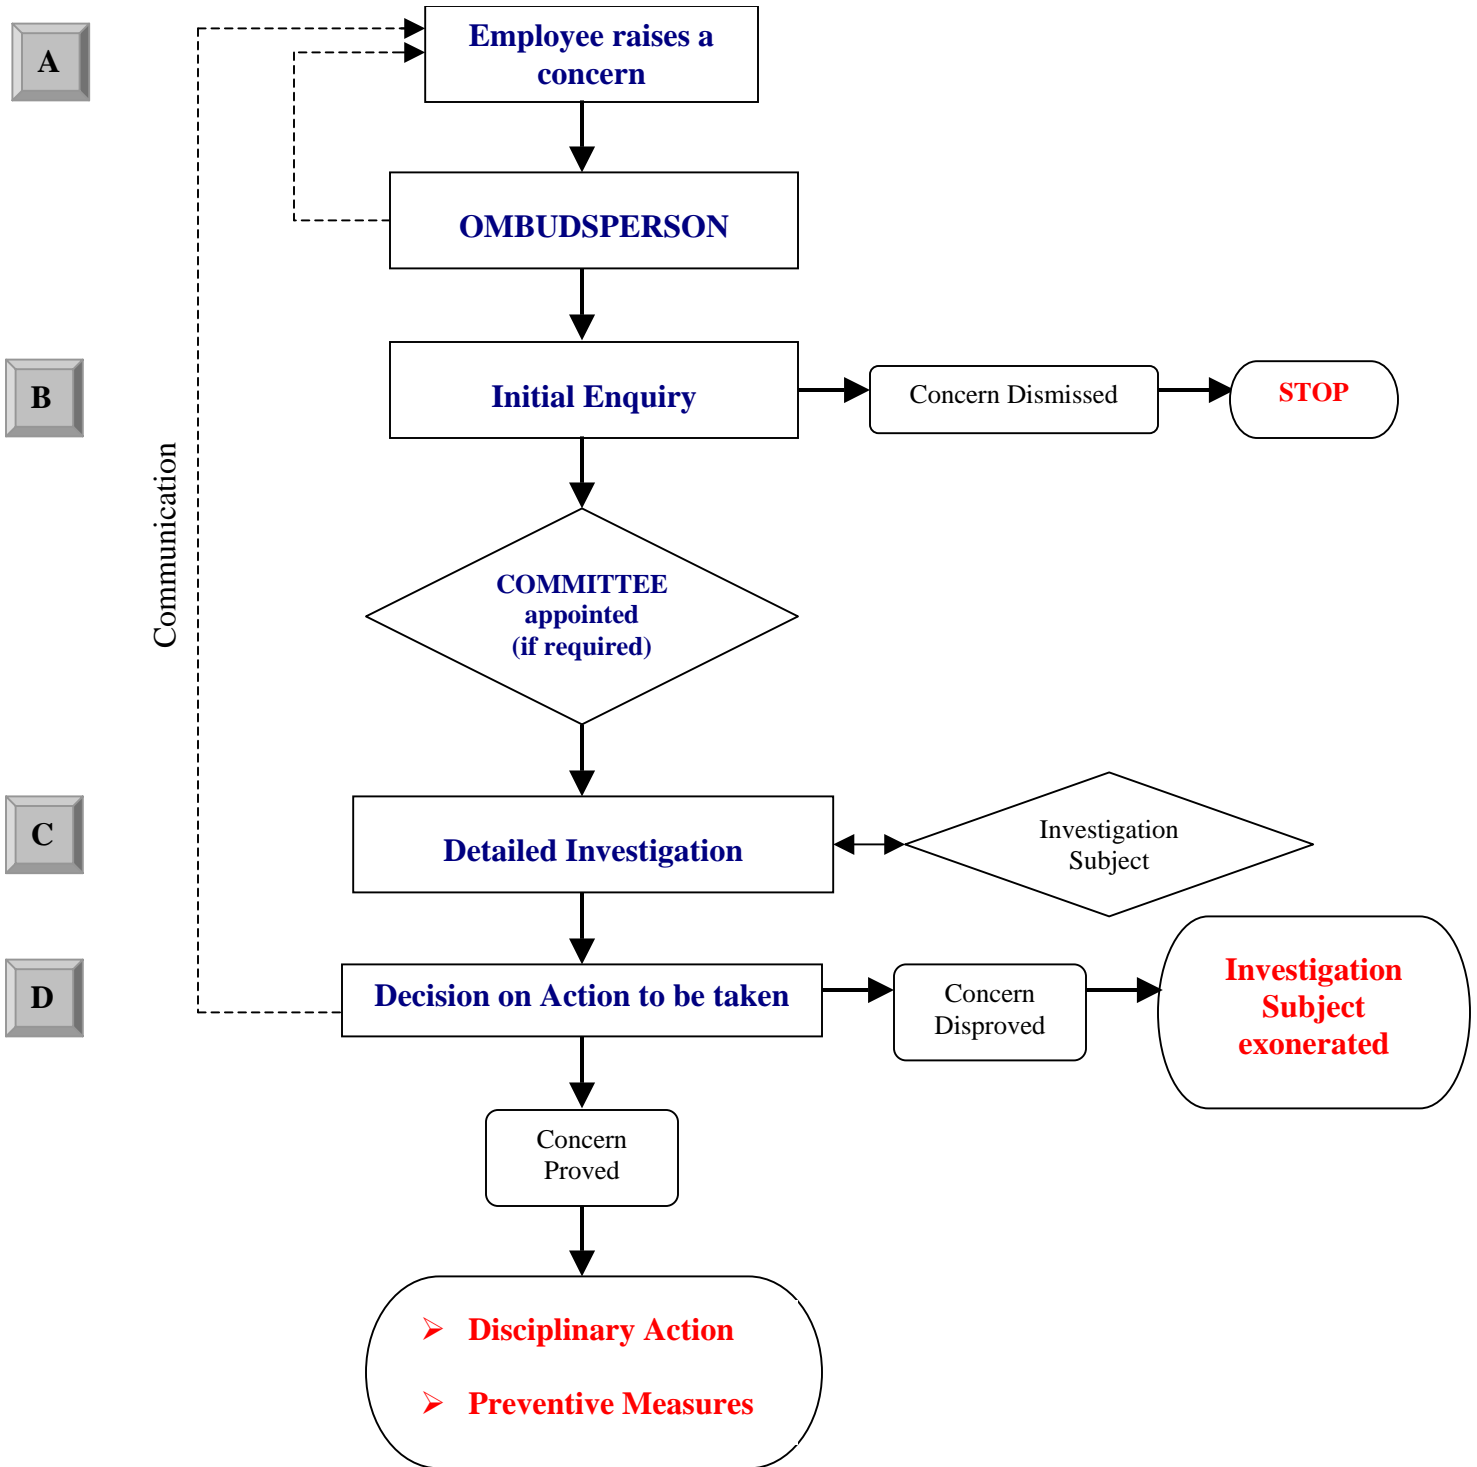 A
Employee raises a
concern
OMBUDSPERSON
B
Initial Enquiry
Concern Dismissed
STOP
Communication
COMMITTEE
appointed
(if required)
C
Detailed Investigation
Investigation
Subject
D
Decision on Action to be taken
Concern
Disproved
Investigation
Subject
exonerated
Concern
Proved
➢ Disciplinary Action
➢ Preventive Measures